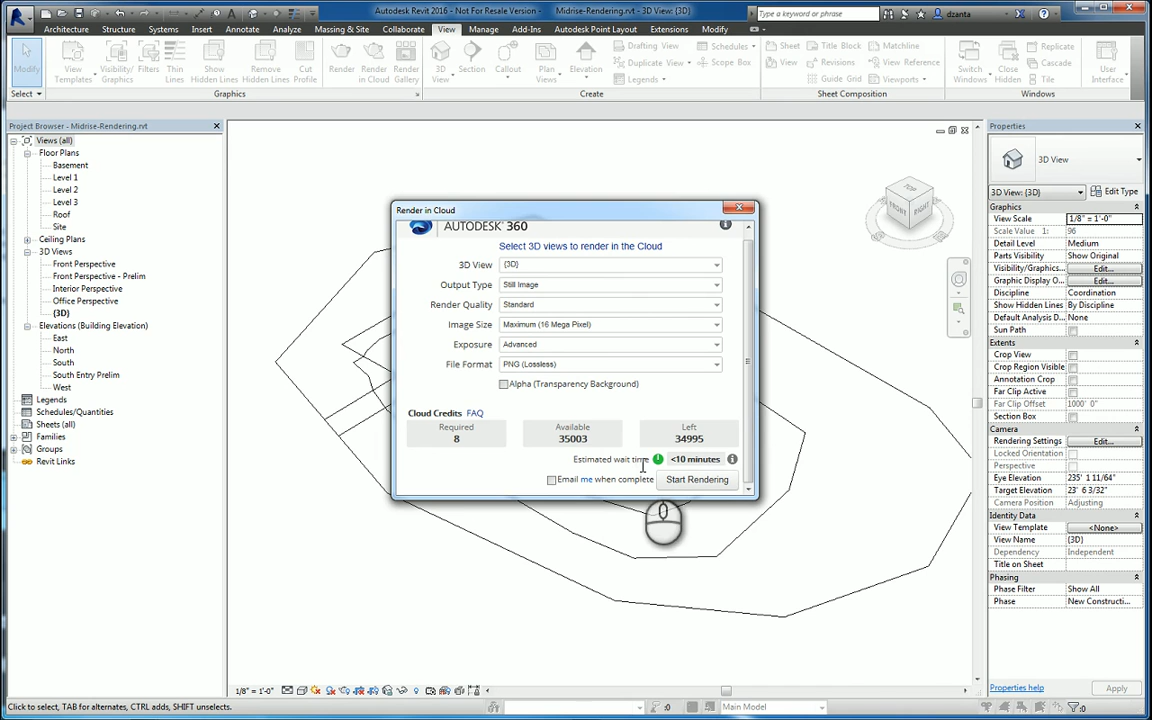 Autodesk Revit 2016 - Not For Resale Version - Midrise-Rendering.rvt - 3D View: {3D}
Type a keyword or phrase
dzanta
Architecture Structure Systems Insert Annotate Analyze Massing & Site Collaborate View Manage Add-Ins Autodesk Point Layout Extensions Modify
Modify
View Templates
Visibility/ Graphics
Filters
Thin Lines
Show Hidden Lines
Remove Hidden Lines
Cut Profile
Render
Render in Cloud
Render Gallery
3D View
Section
Callout
Plan Views
Elevation
Drafting View
Duplicate View
Legends
Schedules
Scope Box
Sheet
View
Title Block
Revisions
Guide Grid
Matchline
View Reference
Viewports
Switch Windows
Close Hidden
Replicate
Cascade
Tile
User Interface
Select
Graphics
Create
Sheet Composition
Windows
Project Browser - Midrise-Rendering.rvt
Views (all)
Floor Plans
Basement
Level 1
Level 2
Level 3
Roof
Site
Ceiling Plans
3D Views
Front Perspective
Front Perspective - Prelim
Interior Perspective
Office Perspective
{3D}
Elevations (Building Elevation)
East
North
South
South Entry Prelim
West
Legends
Schedules/Quantities
Sheets (all)
Families
Groups
Revit Links
TOP
FRONT
RIGHT
Render in Cloud
AUTODESK® 360
Select 3D views to render in the Cloud
3D View {3D}
Output Type Still Image
Render Quality Standard
Image Size Maximum (16 Mega Pixel)
Exposure Advanced
File Format PNG (Lossless)
Alpha (Transparency Background)
Cloud Credits FAQ
Required Available Left
8 35003 34995
Estimated wait time <10 minutes
Email me when complete Start Rendering
Properties
3D View
3D View: {3D} Edit Type
Graphics
View Scale 1/8" = 1'-0"
Scale Value 1: 96
Detail Level Medium
Parts Visibility Show Original
Visibility/Graphics... Edit...
Graphic Display O... Edit...
Discipline Coordination
Show Hidden Lines By Discipline
Default Analysis D... None
Sun Path
Extents
Crop View
Crop Region Visible
Annotation Crop
Far Clip Active
Far Clip Offset 1000' 0"
Scope Box None
Section Box
Camera
Rendering Settings Edit...
Locked Orientation
Perspective
Eye Elevation 235' 1 11/64"
Target Elevation 23' 6 3/32"
Camera Position Adjusting
Identity Data
View Template <None>
View Name {3D}
Dependency Independent
Title on Sheet
Phasing
Phase Filter Show All
Phase New Constructi...
Properties help Apply
1/8" = 1'-0"
Click to select, TAB for alternates, CTRL adds, SHIFT unselects.
:0
Main Model
:0